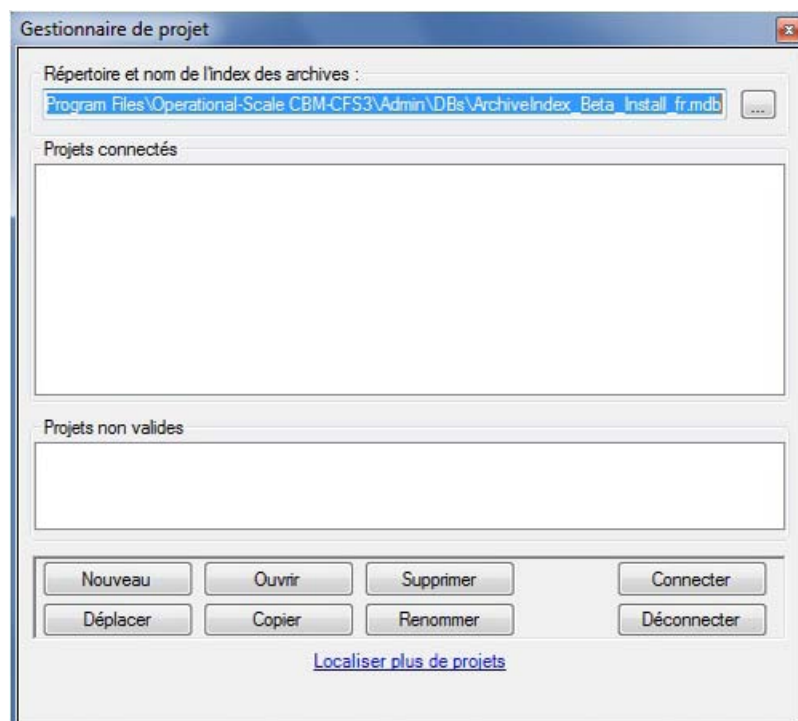 Gestionnaire de projet
Répertoire et nom de l'index des archives :
Program Files\Operational-Scale CBM-CFS3\Admin\DBs\ArchiveIndex_Beta_Install_fr.mdb
...
Projets connectés
Projets non valides
Nouveau Ouvrir Supprimer Connecter
Déplacer Copier Renommer Déconnecter
Localiser plus de projets